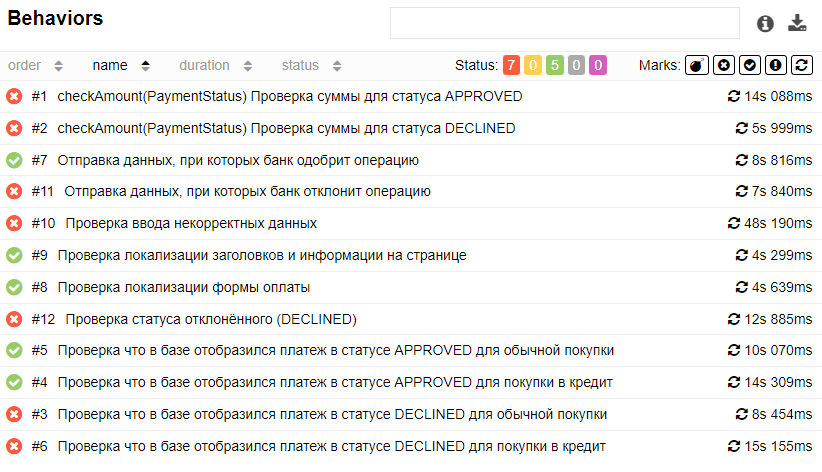 Behaviors
order name duration status Status: 7 0 5 0 0 Marks:
#1 checkAmount(PaymentStatus) Проверка суммы для статуса APPROVED 14s 088ms
#2 checkAmount(PaymentStatus) Проверка суммы для статуса DECLINED 5s 999ms
#7 Отправка данных, при которых банк одобрит операцию 8s 816ms
#11 Отправка данных, при которых банк отклонит операцию 7s 840ms
#10 Проверка ввода некорректных данных 48s 190ms
#9 Проверка локализации заголовков и информации на странице 4s 299ms
#8 Проверка локализации формы оплаты 4s 639ms
#12 Проверка статуса отклонённого (DECLINED) 12s 885ms
#5 Проверка что в базе отобразился платеж в статусе APPROVED для обычной покупки 10s 070ms
#4 Проверка что в базе отобразился платеж в статусе APPROVED для покупки в кредит 14s 309ms
#3 Проверка что в базе отобразился платеж в статусе DECLINED для обычной покупки 8s 454ms
#6 Проверка что в базе отобразился платеж в статусе DECLINED для покупки в кредит 15s 155ms